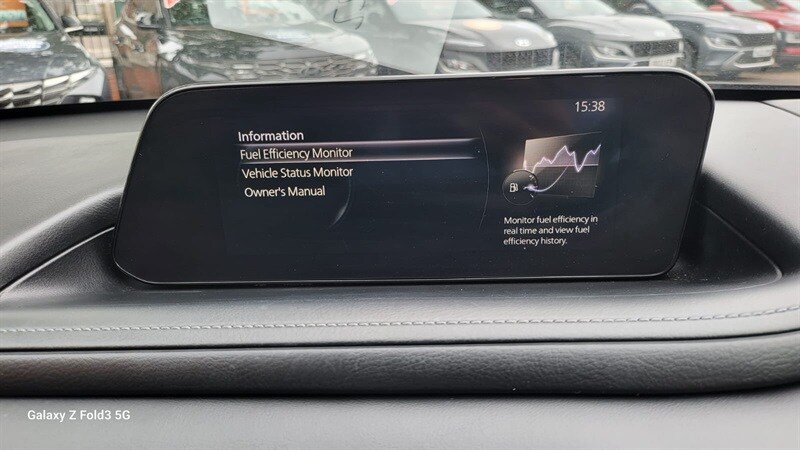 15:38
Information
Fuel Efficiency Monitor
Vehicle Status Monitor
Owner's Manual
Monitor fuel efficiency in
real time and view fuel
efficiency history.
Galaxy Z Fold3 5G